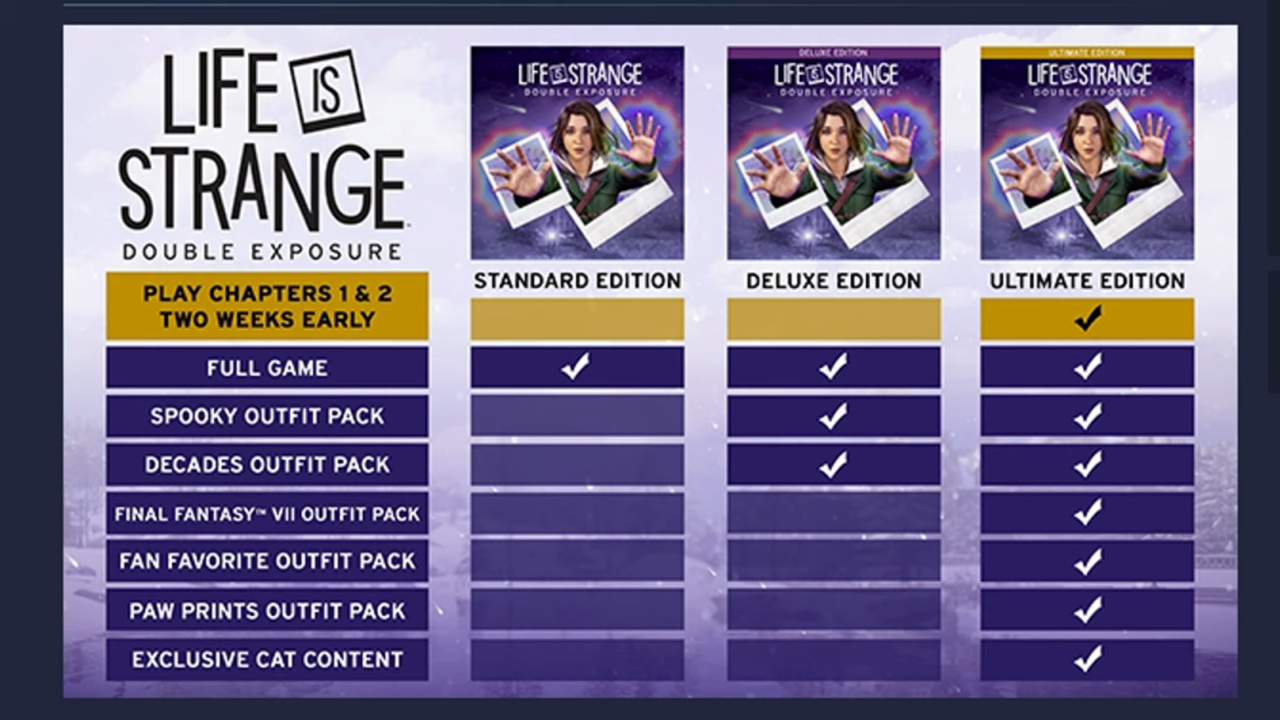 LIFE IS
STRANGE™
DOUBLE EXPOSURE
LIFE IS STRANGE
DOUBLE EXPOSURE
STANDARD EDITION
DELUXE EDITION
LIFE IS STRANGE
DOUBLE EXPOSURE
DELUXE EDITION
ULTIMATE EDITION
LIFE IS STRANGE
DOUBLE EXPOSURE
ULTIMATE EDITION
PLAY CHAPTERS 1 & 2
TWO WEEKS EARLY
FULL GAME
SPOOKY OUTFIT PACK
DECADES OUTFIT PACK
FINAL FANTASY™ VII OUTFIT PACK
FAN FAVORITE OUTFIT PACK
PAW PRINTS OUTFIT PACK
EXCLUSIVE CAT CONTENT